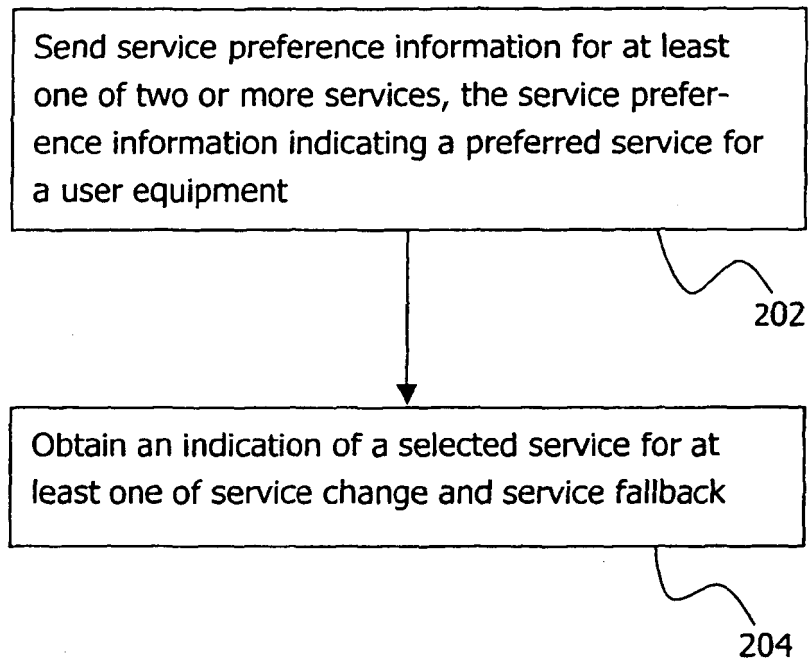 Send service preference information for at least
one of two or more services, the service prefer-
ence information indicating a preferred service for
a user equipment
202
Obtain an indication of a selected service for at
least one of service change and service fallback
204